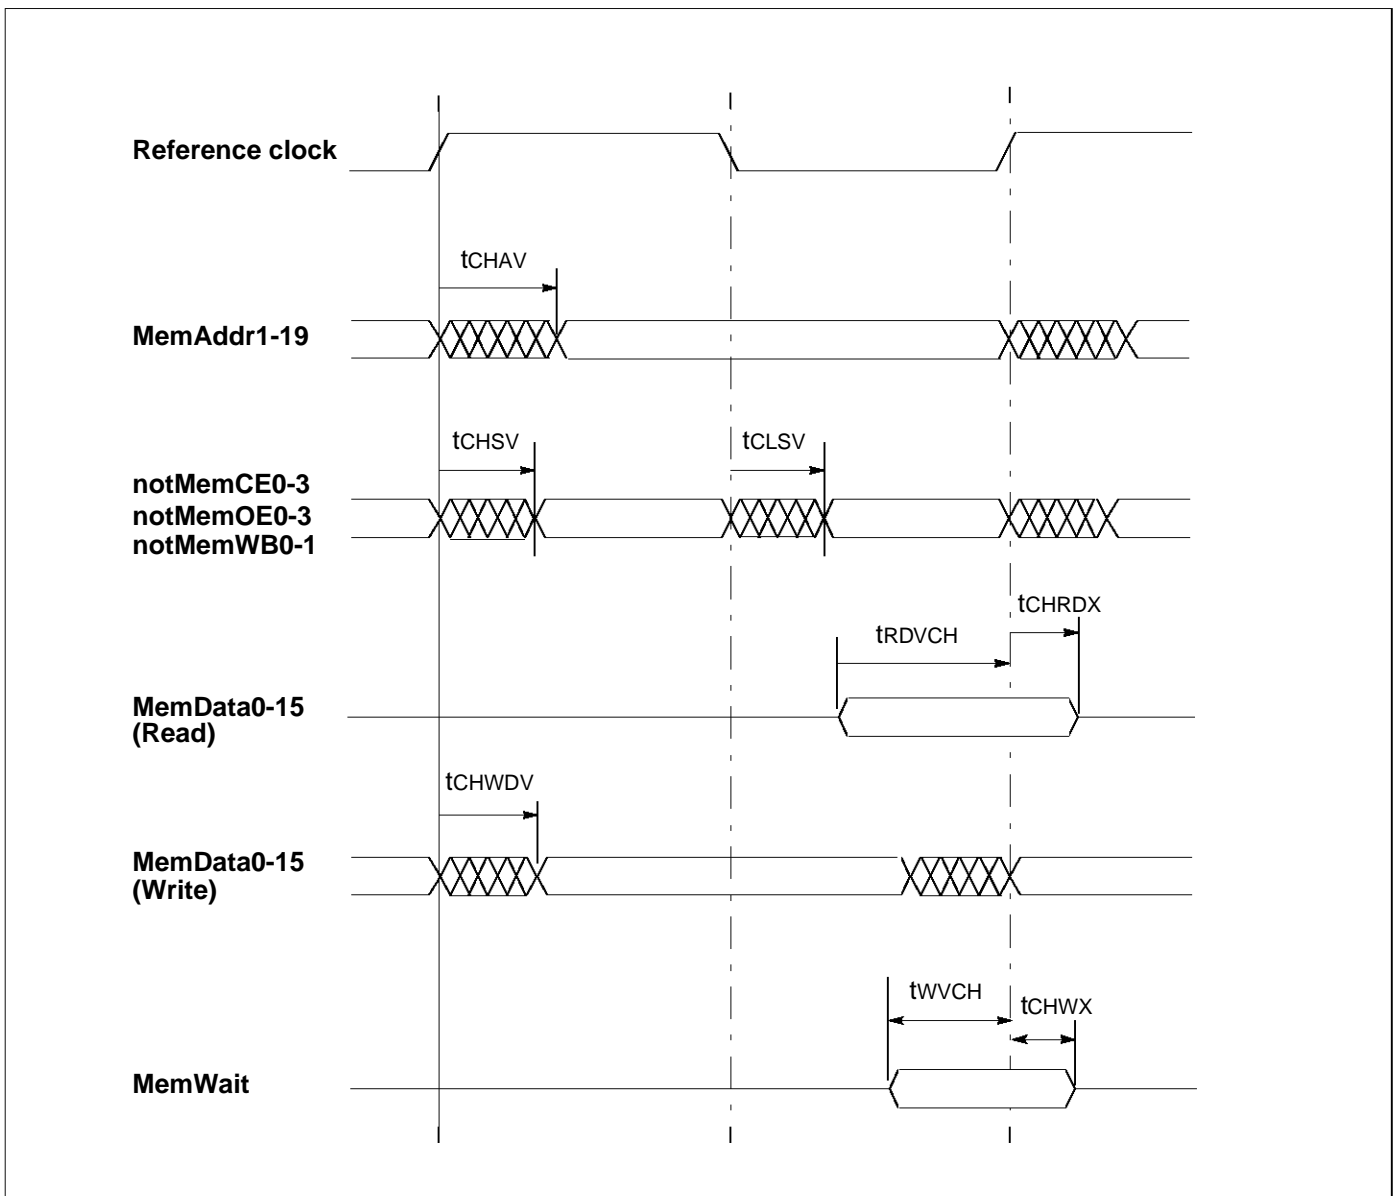 Reference clock
tCHAV
MemAddr1-19
tCHSV
tCLSV
notMemCE0-3
notMemOE0-3
notMemWB0-1
tCHRDX
tRDVCH
MemData0-15
(Read)
tCHWDV
MemData0-15
(Write)
tWVCH
tCHWX
MemWait